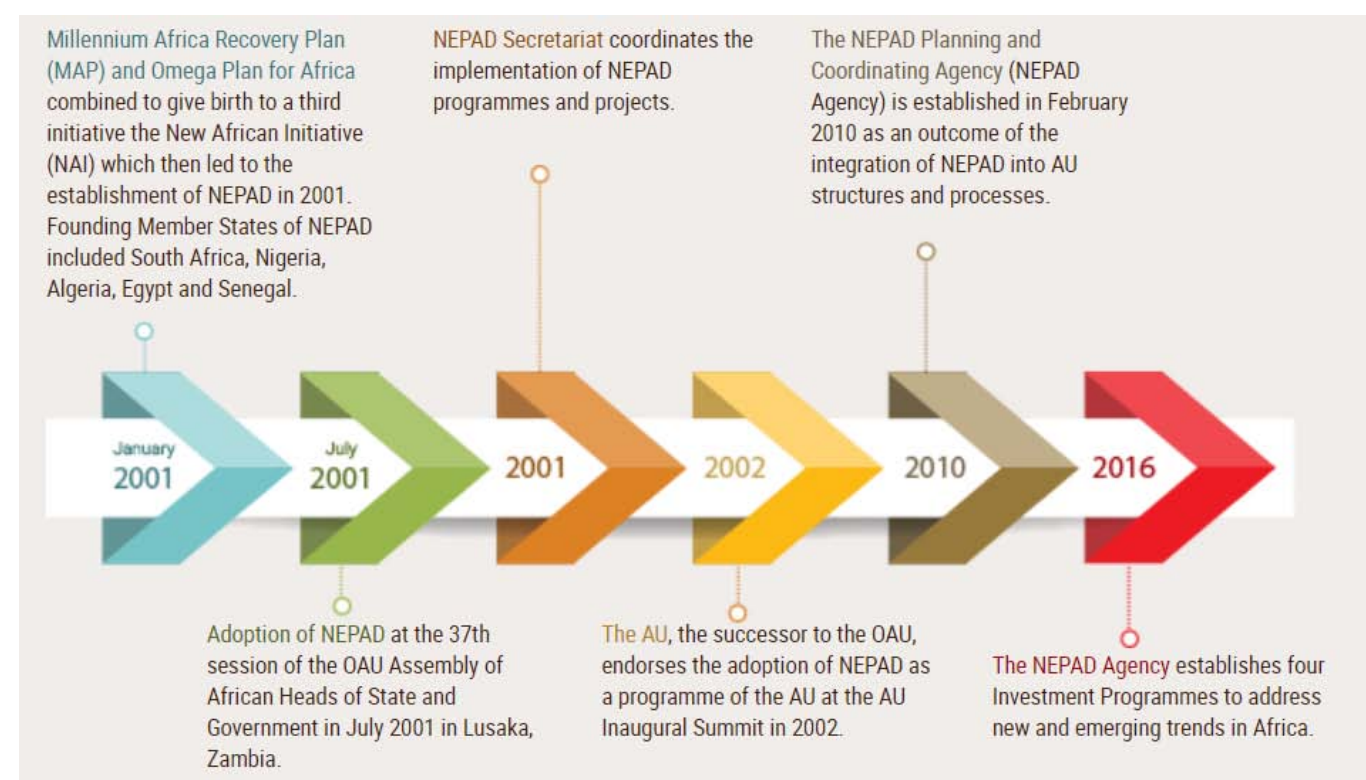 Millennium Africa Recovery Plan
(MAP) and Omega Plan for Africa
combined to give birth to a third
initiative the New African Initiative
(NAI) which then led to the
establishment of NEPAD in 2001.
Founding Member States of NEPAD
included South Africa, Nigeria,
Algeria, Egypt and Senegal.
NEPAD Secretariat coordinates the
implementation of NEPAD
programmes and projects.
The NEPAD Planning and
Coordinating Agency (NEPAD
Agency) is established in February
2010 as an outcome of the
integration of NEPAD into AU
structures and processes.
January
2001
July
2001
2001
2002
2010
2016
Adoption of NEPAD at the 37th
session of the OAU Assembly of
African Heads of State and
Government in July 2001 in Lusaka,
Zambia.
The AU, the successor to the OAU,
endorses the adoption of NEPAD as
a programme of the AU at the AU
Inaugural Summit in 2002.
The NEPAD Agency establishes four
Investment Programmes to address
new and emerging trends in Africa.